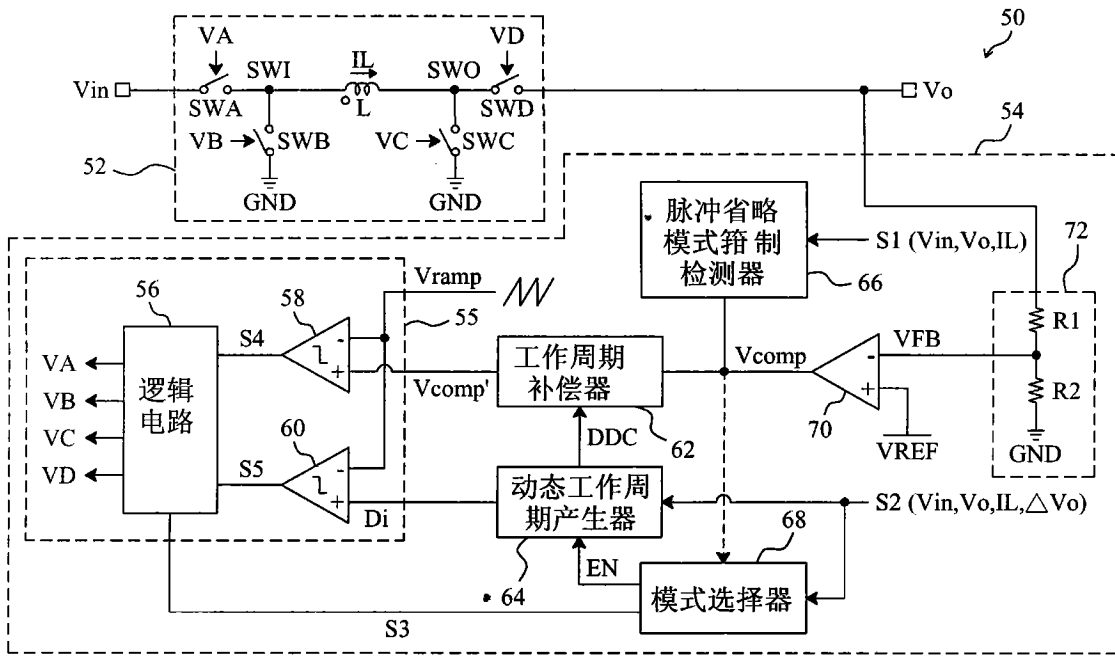 50
VA
VD
IL
Vin
SWI
SWO
Vo
SWA
L
SWD
VB
SWB
VC
SWC
54
52
GND
GND
脉冲省略
模式箝制
检测器
S1 (Vin,Vo,IL)
72
66
56
58
Vramp
55
R1
S4
VFB
VA
工作周期
补偿器
Vcomp
逻辑
电路
Vcomp'
R2
VB
70
60
DDC
62
VREF
GND
VC
S5
VD
动态工作周
期产生器
S2 (Vin,Vo,IL,△Vo)
Di
68
EN
64
模式选择器
S3